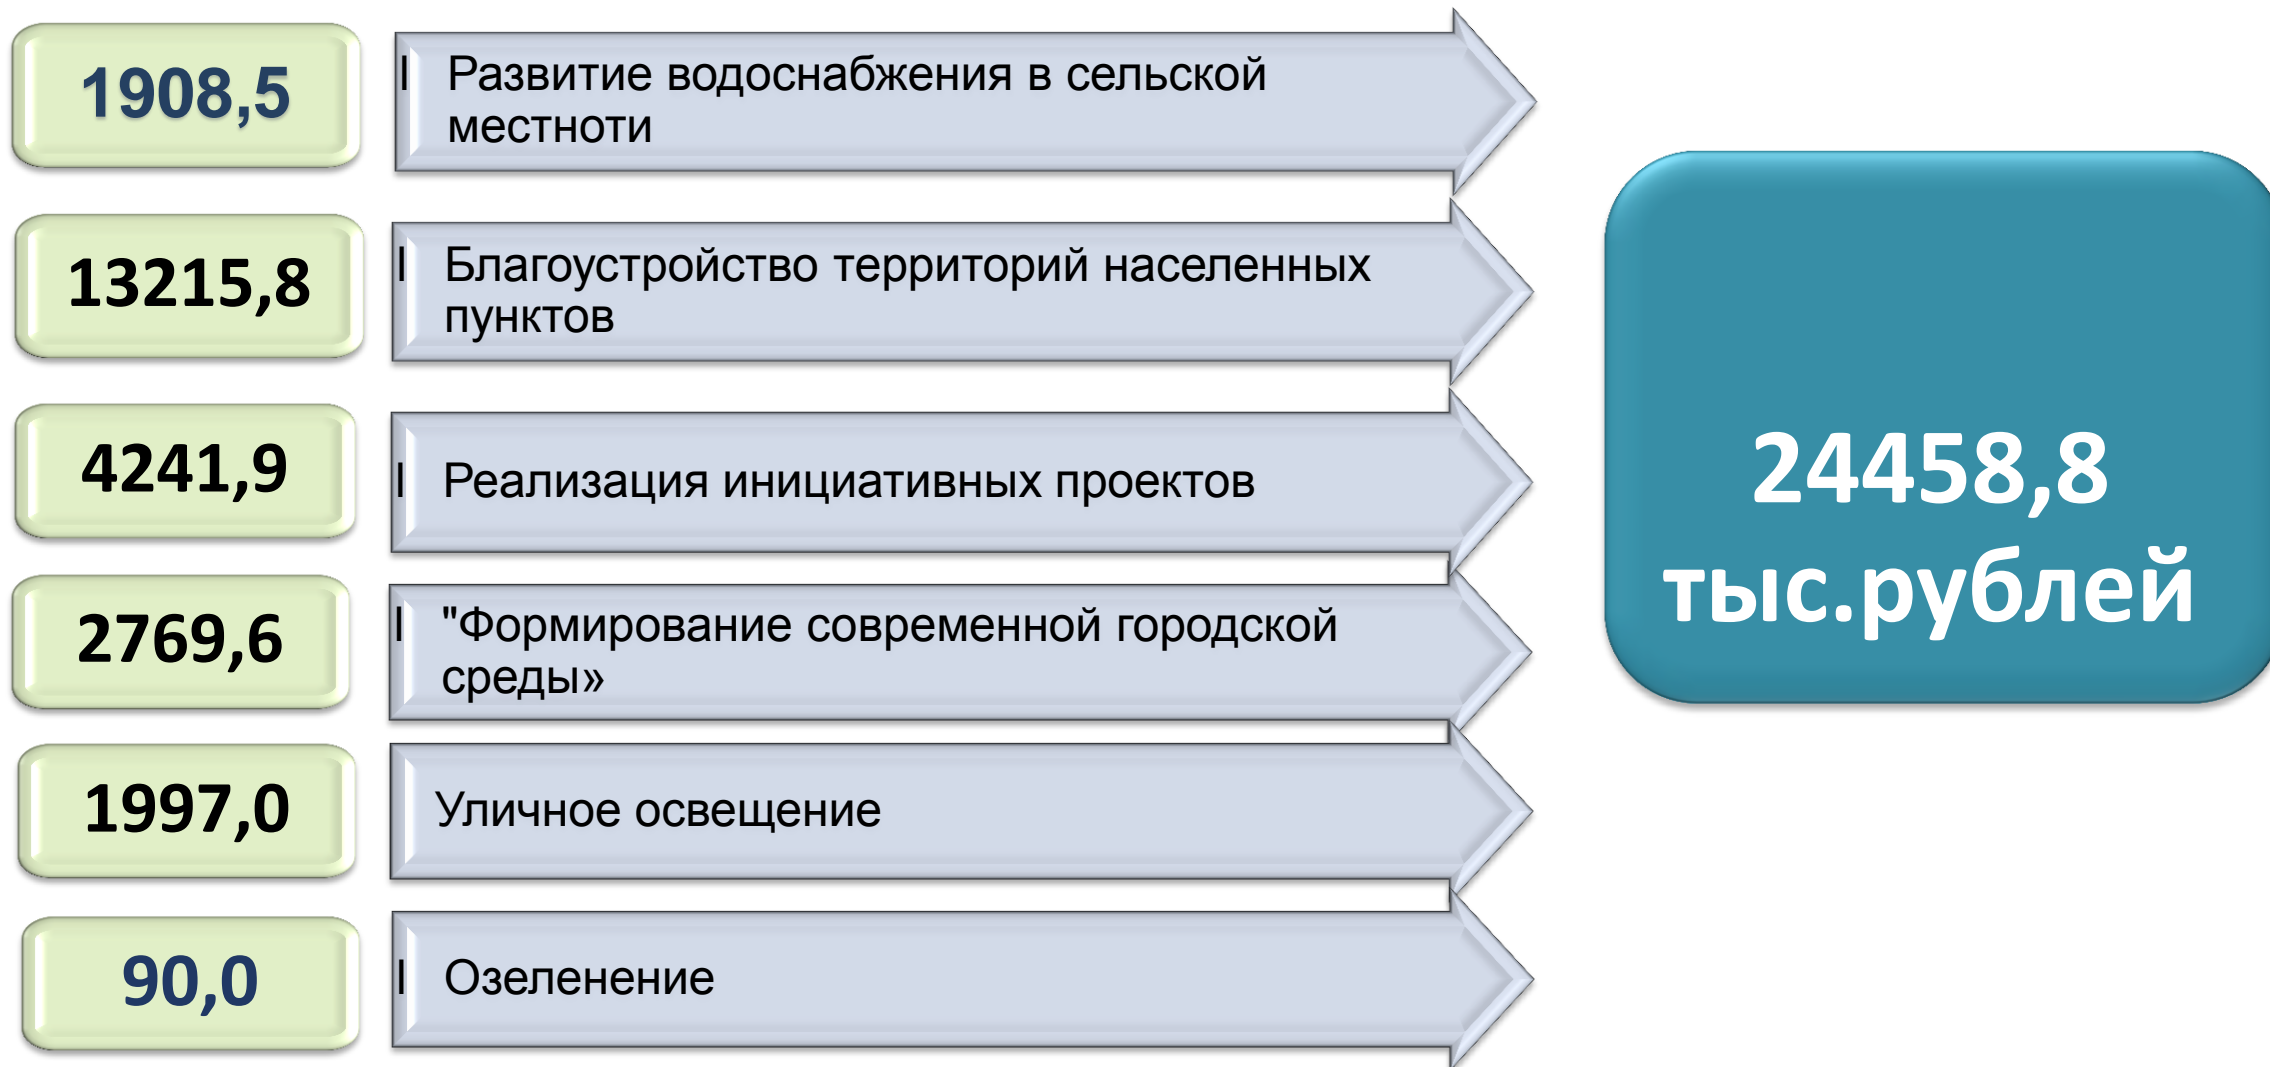 1908,5
Развитие водоснабжения в сельской
местноти
13215,8
Благоустройство территорий населенных
пунктов
4241,9
Реализация инициативных проектов
2769,6
"Формирование современной городской
среды»
1997,0
Уличное освещение
90,0
Озеленение
24458,8
тыс.рублей